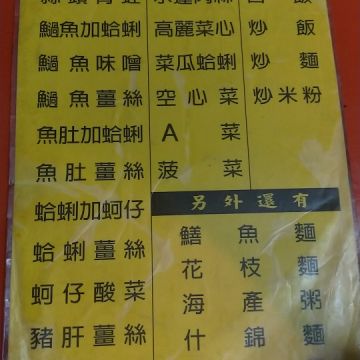 鯝魚加蛤蜊
鯝魚味噌
鯝魚薑絲
魚肚加蛤蜊
魚肚薑絲
蛤蜊加蚵仔
蛤蜊薑絲
蚵仔酸菜
豬肝薑絲
高麗菜心
菜瓜蛤蜊
空心菜
A菜
菠菜
炒飯
炒麵
炒米粉
另外還有
鱔魚麵
花枝麵
海產粥
什錦麵